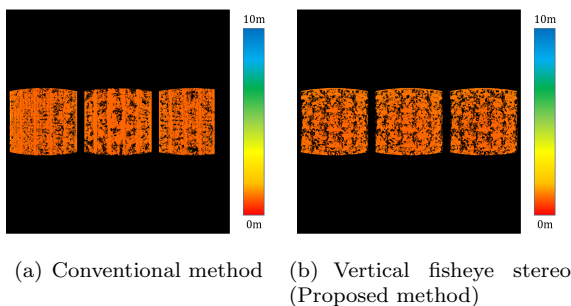 10m
0m
10m
0m
(a) Conventional method
(b) Vertical fisheye stereo
(Proposed method)